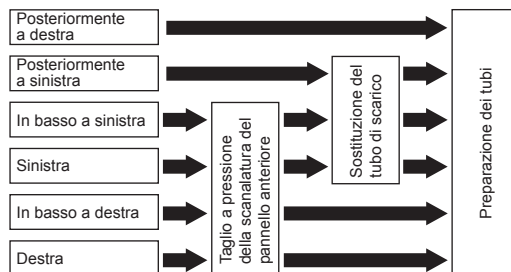 Posteriormente
a destra
Posteriormente
a sinistra
In basso a sinistra
Sinistra
In basso a destra
Destra
Taglio a pressione
della scanalatura del
pannello anteriore
Sostituzione del
tubo di scarico
Preparazione dei tubi